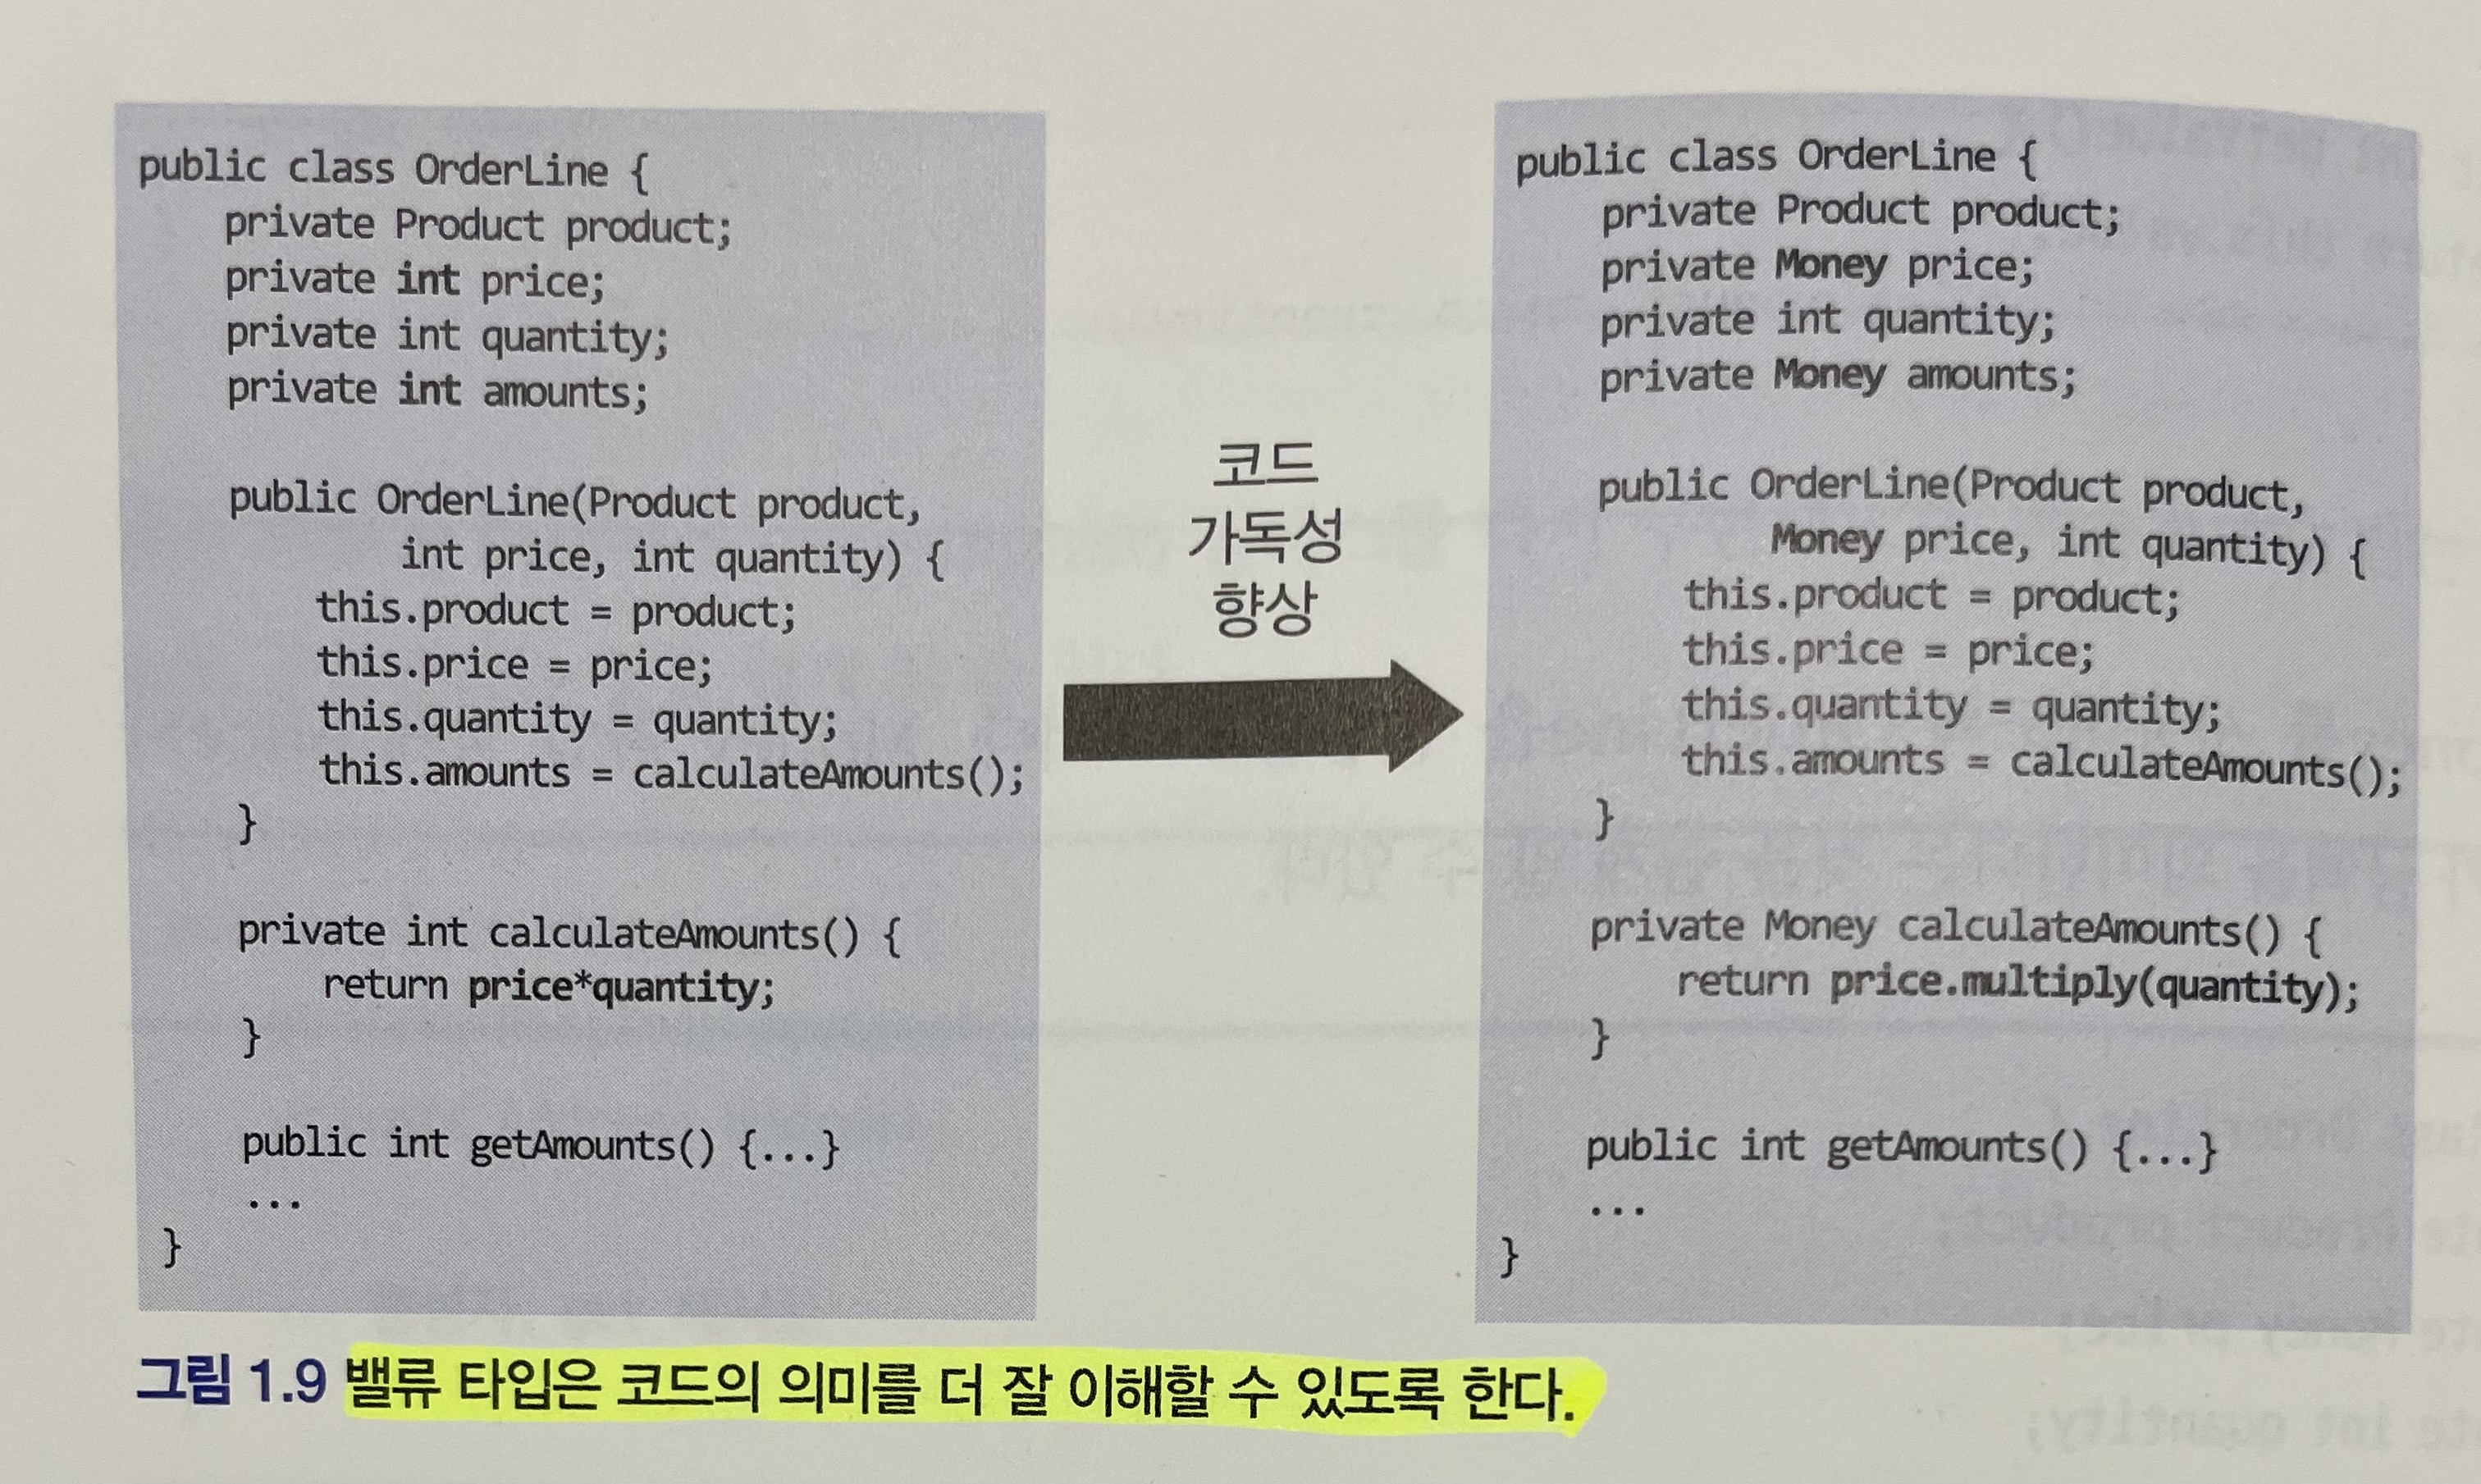 public class OrderLine {
    private Product product;
    private int price;
    private int quantity;
    private int amounts;

    public OrderLine(Product product,
            int price, int quantity) {
        this.product = product;
        this.price = price;
        this.quantity = quantity;
        this.amounts = calculateAmounts();
    }

    private int calculateAmounts() {
        return price*quantity;
    }

    public int getAmounts() {...}
    ...
}
코드
가독성
향상
public class OrderLine {
    private Product product;
    private Money price;
    private int quantity;
    private Money amounts;

    public OrderLine(Product product,
            Money price, int quantity) {
        this.product = product;
        this.price = price;
        this.quantity = quantity;
        this.amounts = calculateAmounts();
    }

    private Money calculateAmounts() {
        return price.multiply(quantity);
    }

    public int getAmounts() {...}
    ...
}
그림 1.9 밸류 타입은 코드의 의미를 더 잘 이해할 수 있도록 한다.